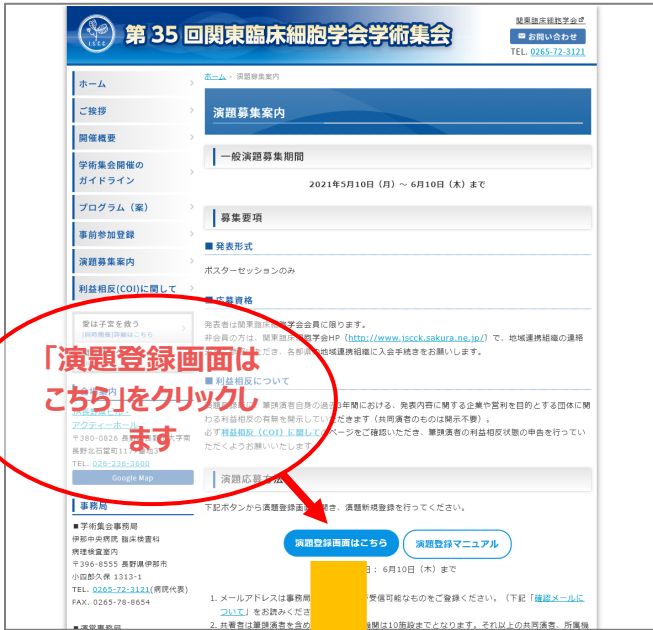 第 35 回関東臨床細胞学会学術集会
関東臨床細胞学会
お問い合わせ
TEL. 0265-72-3121
ホーム
ご挨拶
開催概要
学術集会開催の
ガイドライン
プログラム（案）
事前参加登録
演題募集案内
利益相反(COI)に関して
愛は子宮を救う
「演題登録画面は
こちら」をクリックし
ます
アクティーホール
TEL. 026-236-3600
Google Map
事務局
■学術集会事務局
伊那中央病院 臨床検査科
病理検査室内
〒396-8555 長野県伊那市
小四郎久保 1313-1
TEL. 0265-72-3121(病院代表)
FAX. 0265-78-8654
■運営事務局
ホーム > 演題募集案内
演題募集案内
一般演題募集期間
2021年5月10日（月）～ 6月10日（木）まで
募集要項
■ 発表形式
ポスターセッションのみ
■ 応募資格
発表者は関東臨床細胞学会会員に限ります。
非会員の方は、関東臨床細胞学会HP（http://www.jscck.sakura.ne.jp/）で、地域連携組織の連絡
ただき、各都県の地域連携組織に入会手続きをお願いします。
■ 利益相反について
筆頭演者自身の過去3年間における、発表内容に関する企業や営利を目的とする団体に関
わる利益相反の有無を開示していただきます（共同演者のものは開示不要）。
必ず利益相反（COI）に関してのページをご確認いただき、筆頭演者の利益相反状態の申告を行ってい
ただくようお願いいたします
演題応募方法
下記ボタンから演題登録画面 開き、演題新規登録を行ってください。
演題登録画面はこちら
演題登録マニュアル
日： 6月10日（木）まで
1. メールアドレスは事務局 受信可能なものをご登録ください。（下記「確認メールに
ついて」をお読みくださ
2. 共著者は筆頭演者を含め 機関は10施設までとなります。それ以上の共同演者、所属機